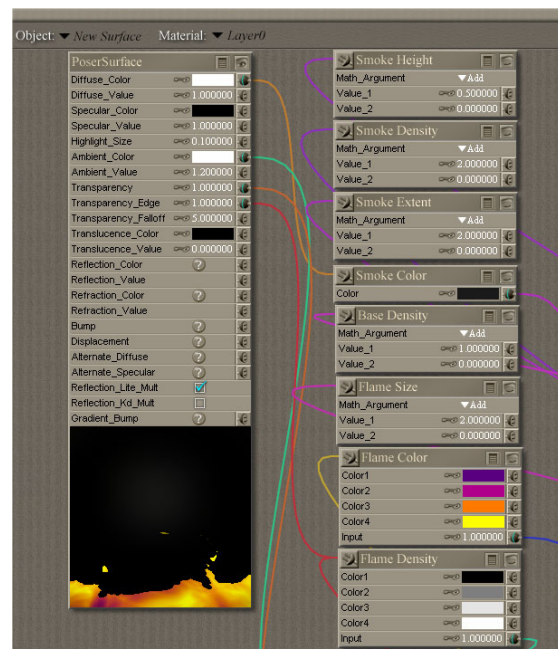 Object: New Surface Material: Layer0
PoserSurface
Diffuse_Color
Diffuse_Value 1.000000
Specular_Color
Specular_Value 1.000000
Highlight_Size 0.100000
Ambient_Color
Ambient_Value 1.200000
Transparency 1.000000
Transparency_Edge 1.000000
Transparency_Falloff 5.000000
Translucence_Color
Translucence_Value 0.000000
Reflection_Color ?
Reflection_Value
Refraction_Color ?
Refraction_Value
Bump ?
Displacement ?
Alternate_Diffuse ?
Alternate_Specular ?
Reflection_Lite_Mult
Reflection_Kd_Mult
Gradient_Bump ?
Smoke Height
Math_Argument Add
Value_1 0.500000
Value_2 0.000000
Smoke Density
Math_Argument Add
Value_1 2.000000
Value_2 0.000000
Smoke Extent
Math_Argument Add
Value_1 2.000000
Value_2 0.000000
Smoke Color
Color
Base Density
Math_Argument Add
Value_1 1.000000
Value_2 0.000000
Flame Size
Math_Argument Add
Value_1 2.000000
Value_2 0.000000
Flame Color
Color1
Color2
Color3
Color4
Input 1.000000
Flame Density
Color1
Color2
Color3
Color4
Input 1.000000